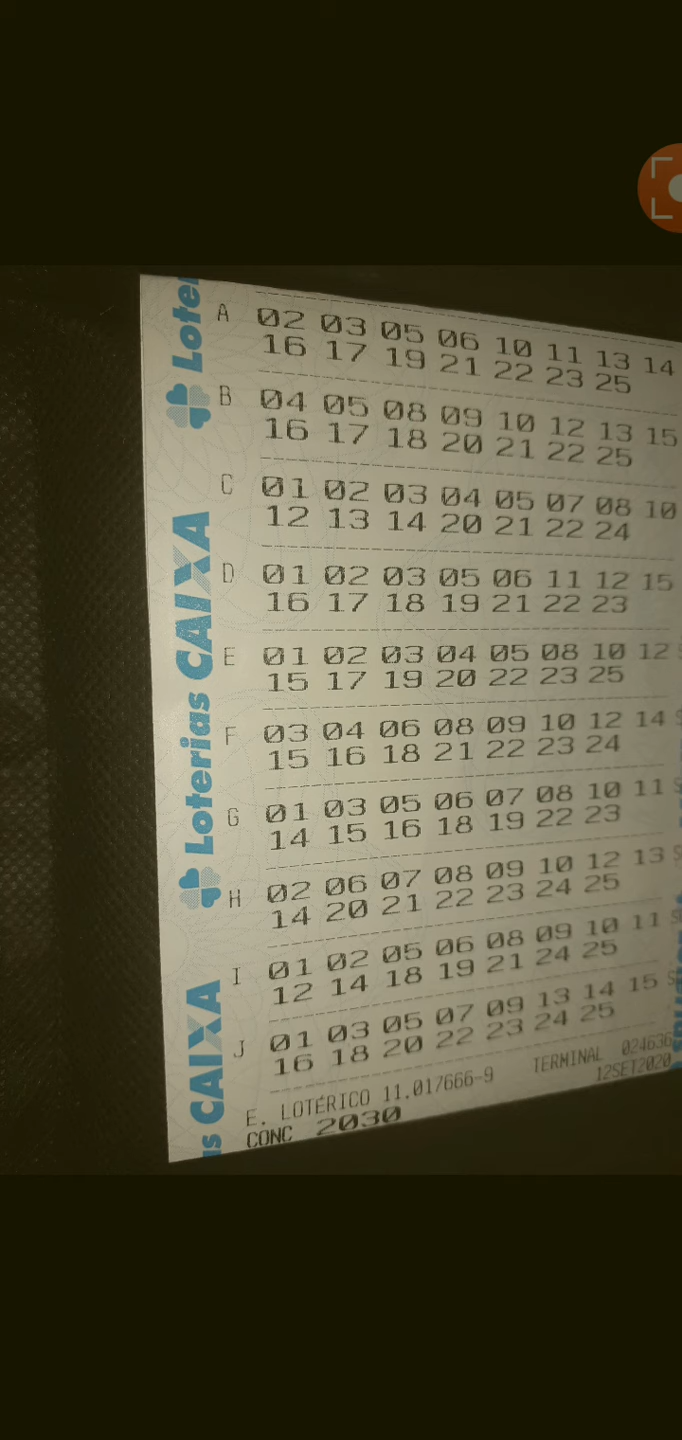 A 02 03 05 06 10 11 13 14
16 17 19 21 22 23 25
B 04 05 08 09 10 12 13 15
16 17 18 20 21 22 25
C 01 02 03 04 05 07 08 10
12 13 14 20 21 22 24
D 01 02 03 05 06 11 12 15
16 17 18 19 21 22 23
E 01 02 03 04 05 08 10 12
15 17 19 20 22 23 25
F 03 04 06 08 09 10 12 14
15 16 18 21 22 23 24
G 01 03 05 06 07 08 10 11
14 15 16 18 19 22 23
H 02 06 07 08 09 10 12 13
14 20 21 22 23 24 25
I 01 02 05 06 08 09 10 11
12 14 18 19 21 24 25
J 01 03 05 07 09 13 14 15
16 18 20 22 23 24 25
E. LOTÉRICO 11.017666-9 TERMINAL 024636
12SET2020
CONC 2030
Loter
Loterias CAIXA
as CAIXA